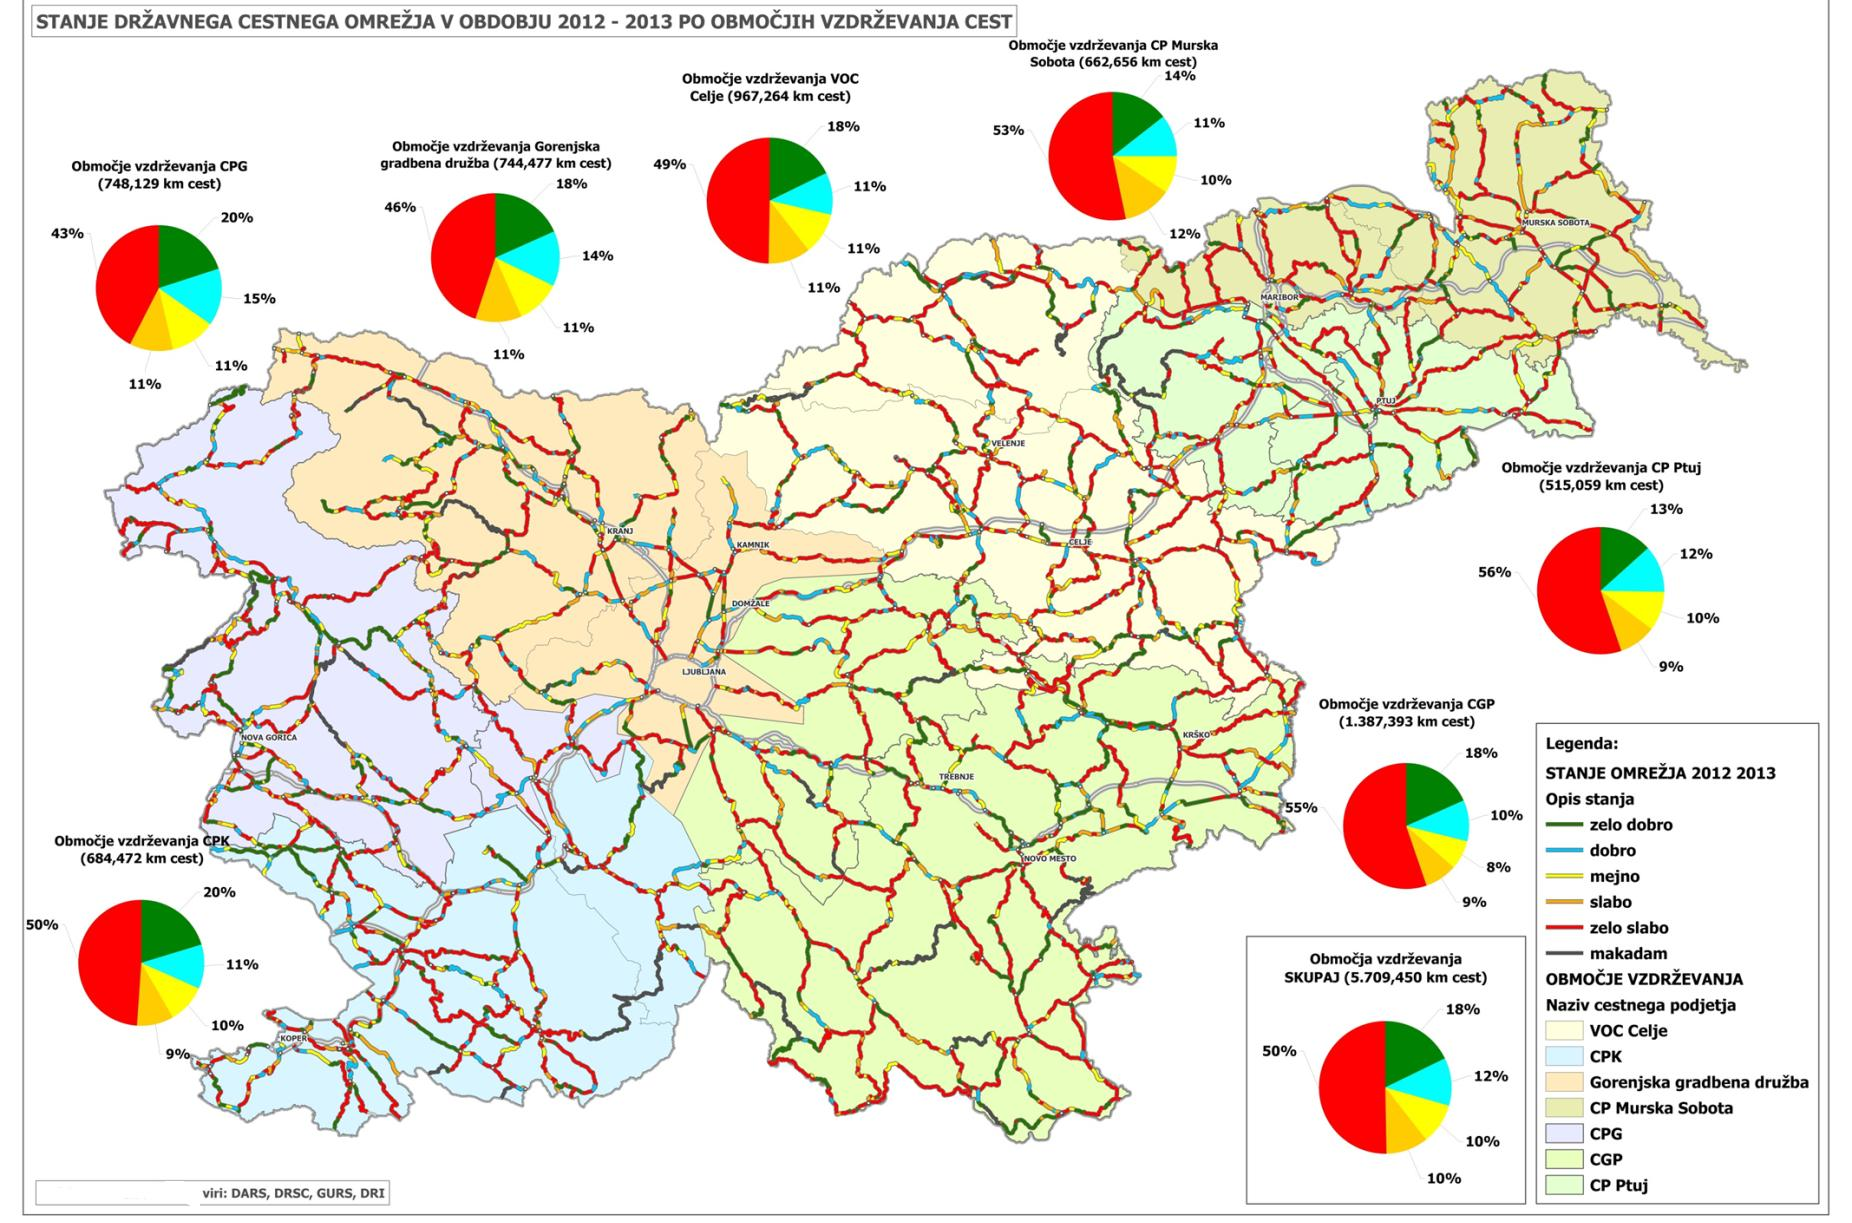 STANJE DRŽAVNEGA CESTNEGA OMREŽJA V OBDOBJU 2012 - 2013 PO OBMOČJIH VZDRŽEVANJA CEST
Območje vzdrževanja CPG
(748,129 km cest)
43%
20%
15%
11%
11%
Območje vzdrževanja Gorenjska
gradbena družba (744,477 km cest)
46%
18%
14%
11%
11%
Območje vzdrževanja VOC
Celje (967,264 km cest)
49%
18%
11%
11%
11%
Območje vzdrževanja CP Murska
Sobota (662,656 km cest)
53%
14%
11%
10%
12%
MURSKA SOBOTA
MARIBOR
PTUJ
VELENJE
CELJE
KRANJ
KAMNIK
DOMŽALE
LJUBLJANA
NOVA GORICA
KRŠKO
TREBNJE
NOVO MESTO
KOPER
Območje vzdrževanja CP Ptuj
(515,059 km cest)
56%
13%
12%
10%
9%
Območje vzdrževanja CGP
(1.387,393 km cest)
55%
18%
10%
8%
9%
Območje vzdrževanja CPK
(684,472 km cest)
50%
20%
11%
10%
9%
Območja vzdrževanja
SKUPAJ (5.709,450 km cest)
50%
18%
12%
10%
10%
Legenda:
STANJE OMREŽJA 2012 2013
Opis stanja
zelo dobro
dobro
mejno
slabo
zelo slabo
makadam
OBMOČJE VZDRŽEVANJA
Naziv cestnega podjetja
VOC Celje
CPK
Gorenjska gradbena družba
CP Murska Sobota
CPG
CGP
CP Ptuj
viri: DARS, DRSC, GURS, DRI